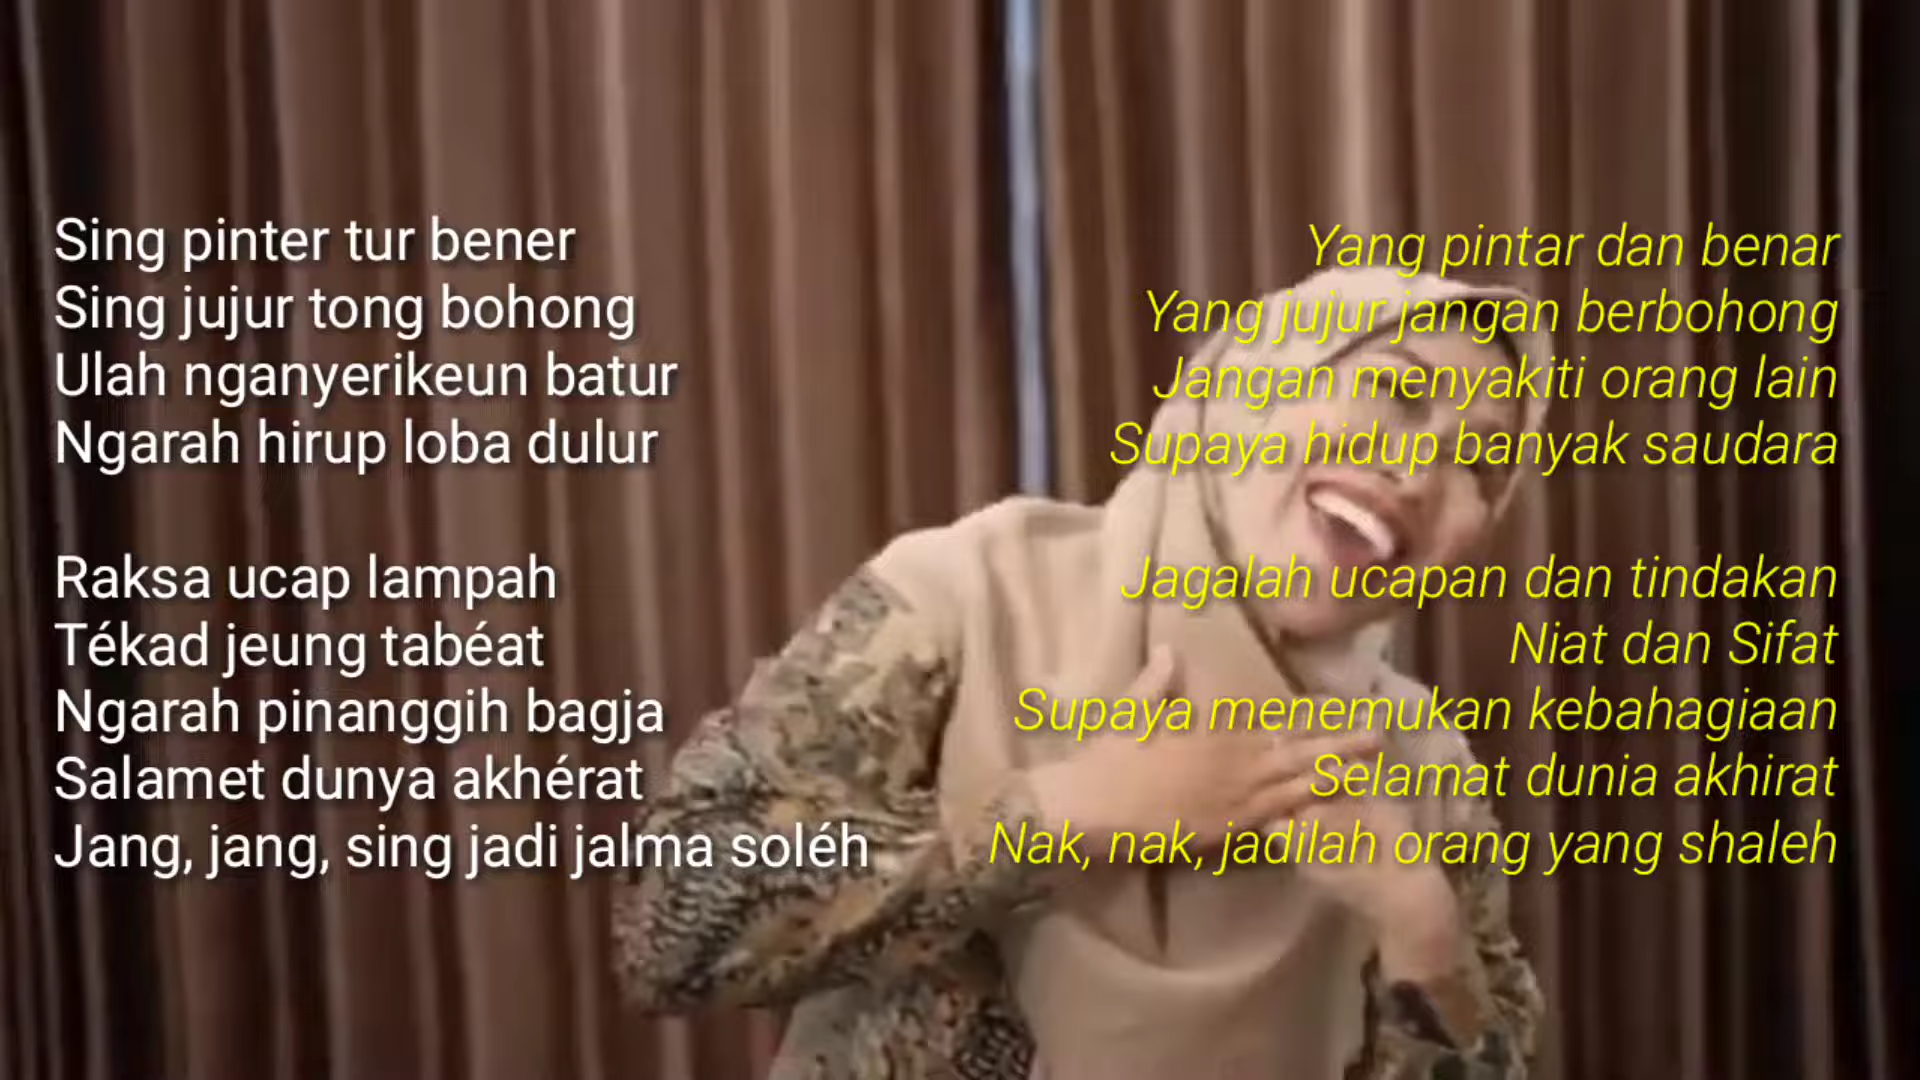 Sing pinter tur bener
Sing jujur tong bohong
Ulah nganyerikeun batur
Ngarah hirup loba dulur
Raksa ucap lampah
Tékad jeung tabéat
Ngarah pinanggih bagja
Salamet dunya akhérat
Jang, jang, sing jadi jalma soléh
Yang pintar dan benar
Yang jujur jangan berbohong
Jangan menyakiti orang lain
Supaya hidup banyak saudara
Jagalah ucapan dan tindakan
Niat dan Sifat
Supaya menemukan kebahagiaan
Selamat dunia akhirat
Nak, nak, jadilah orang yang shaleh